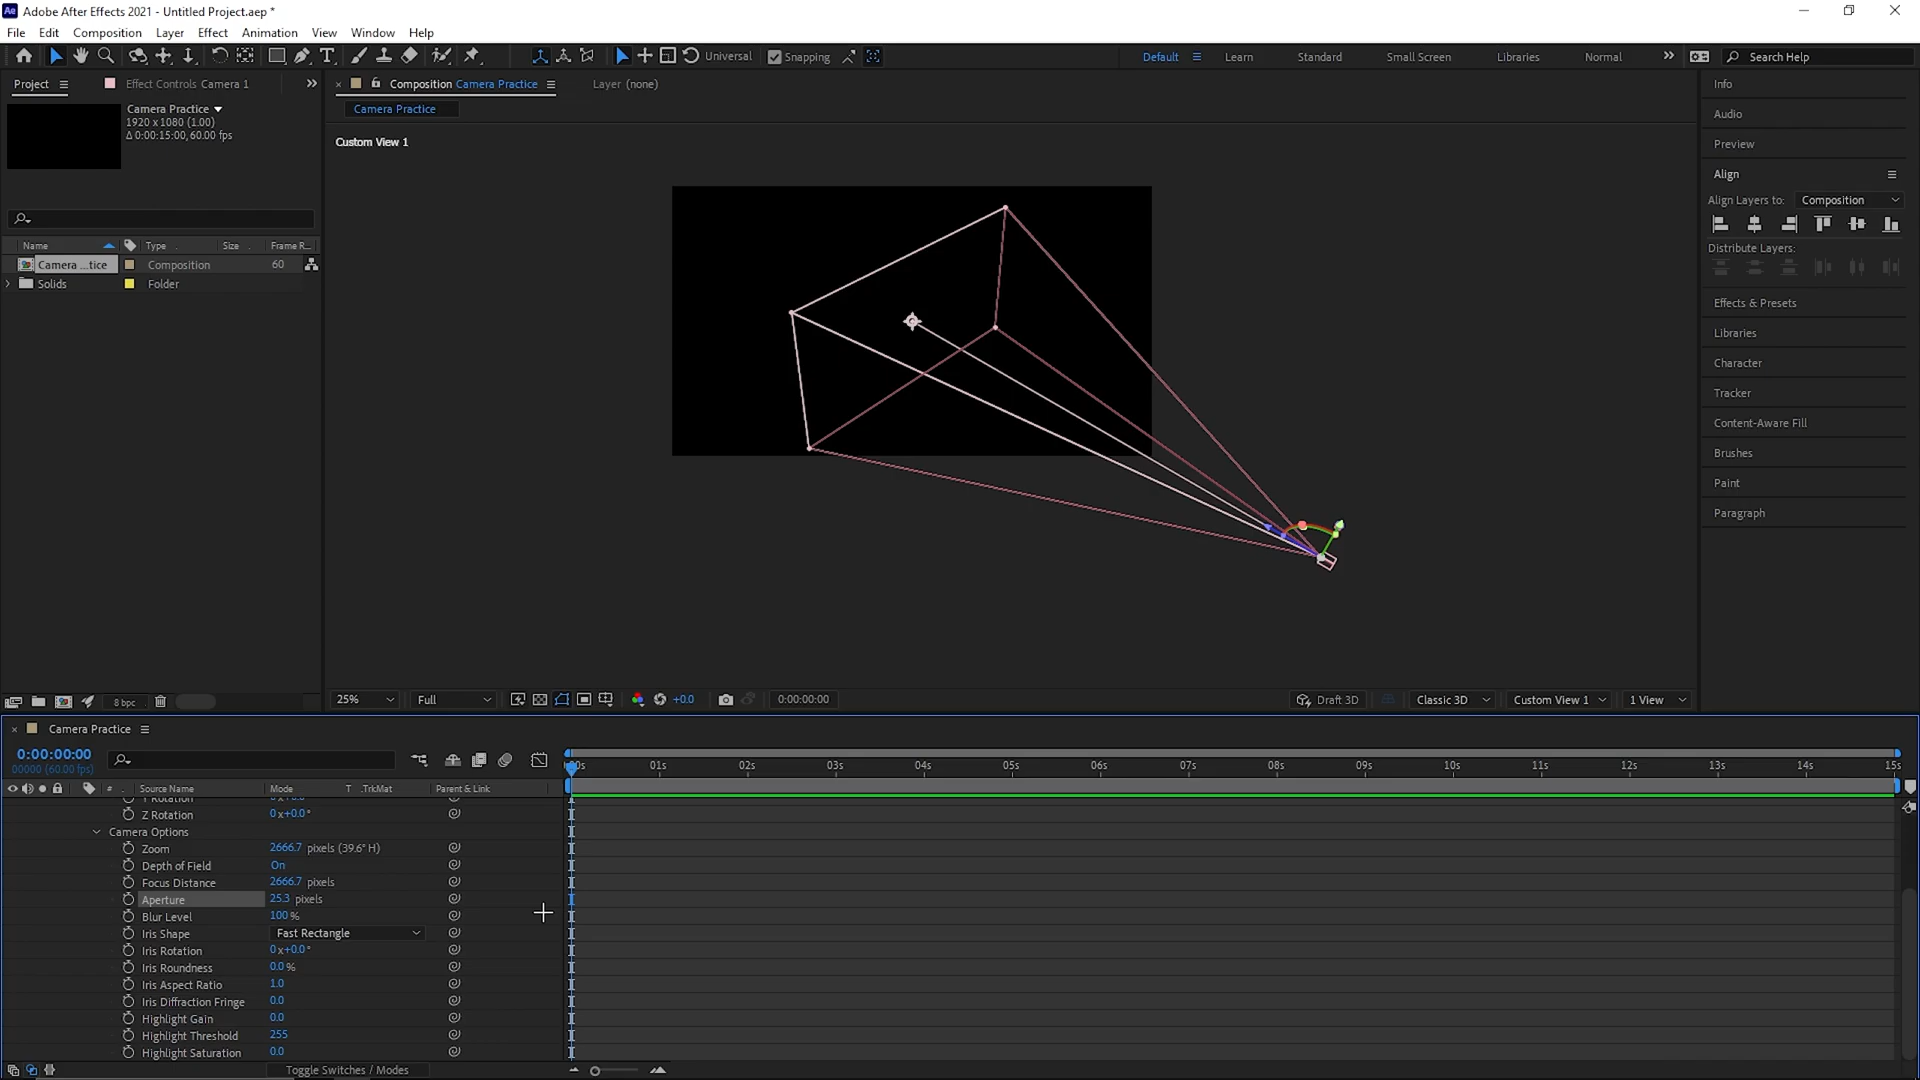 Ae Adobe After Effects 2021 - Untitled Project.aep *
File Edit Composition Layer Effect Animation View Window Help
Universal Snapping Default Learn Standard Small Screen Libraries Normal Search Help
Project Effect Controls Camera 1
Composition Camera Practice Layer (none)
Camera Practice
Camera Practice
1920 x 1080 (1.00)
Δ 0:00:15:00, 60.00 fps
Custom View 1
Name Type Size Frame R...
Camera ...tice Composition 60
Solids Folder
8 bpc
25% Full +0.0 0:00:00:00 Draft 3D Classic 3D Custom View 1 1 View
Info
Audio
Preview
Align
Align Layers to: Composition
Distribute Layers:
Effects & Presets
Libraries
Character
Tracker
Content-Aware Fill
Brushes
Paint
Paragraph
Camera Practice
0:00:00:00
00000 (60.00 fps)
00s 01s 02s 03s 04s 05s 06s 07s 08s 09s 10s 11s 12s 13s 14s 15s
# Source Name Mode T .TrkMat Parent & Link
Y Rotation 0x+0.0°
Z Rotation 0x+0.0°
Camera Options
Zoom 2666.7 pixels (39.6° H)
Depth of Field On
Focus Distance 2666.7 pixels
Aperture 25.3 pixels
Blur Level 100 %
Iris Shape Fast Rectangle
Iris Rotation 0x+0.0°
Iris Roundness 0.0 %
Iris Aspect Ratio 1.0
Iris Diffraction Fringe 0.0
Highlight Gain 0.0
Highlight Threshold 255
Highlight Saturation 0.0
Toggle Switches / Modes